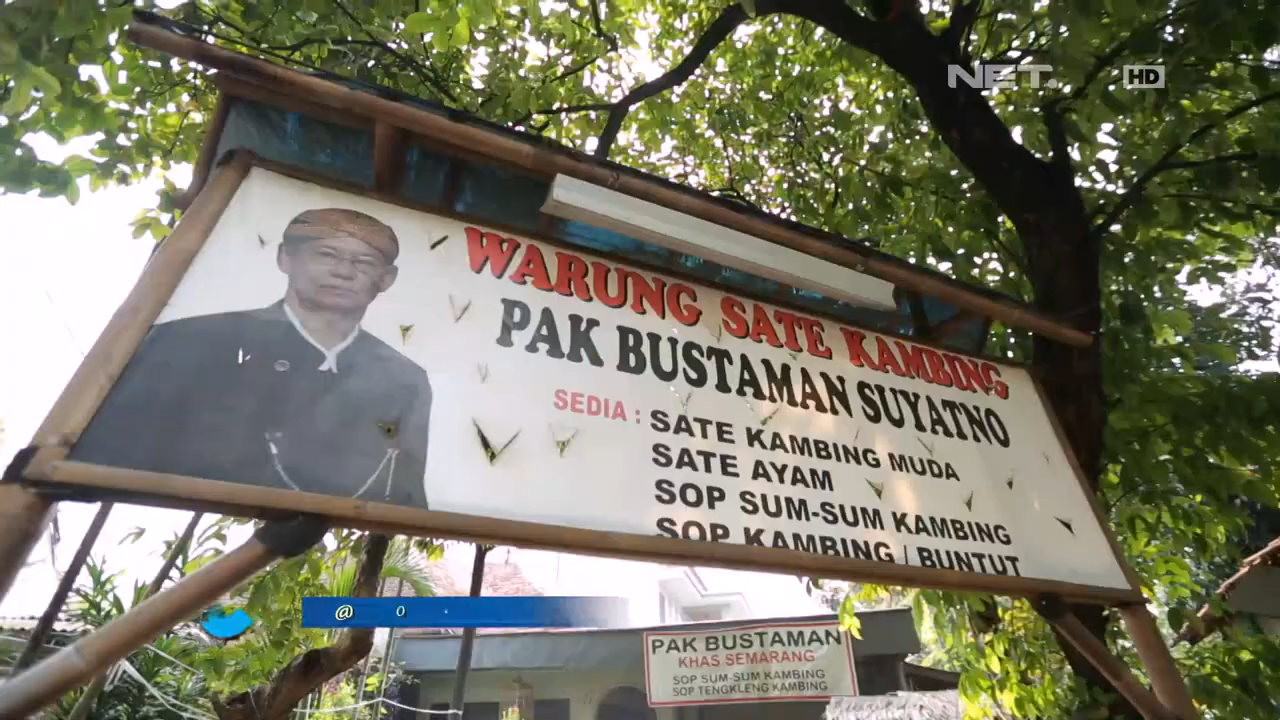 NET. HD
WARUNG SATE KAMBING
PAK BUSTAMAN SUYATNO
SEDIA : SATE KAMBING MUDA
SATE AYAM
SOP SUM-SUM KAMBING
SOP KAMBING / BUNTUT
@ 0
PAK BUSTAMAN
KHAS SEMARANG
SOP SUM-SUM KAMBING
SOP TENGKLENG KAMBING